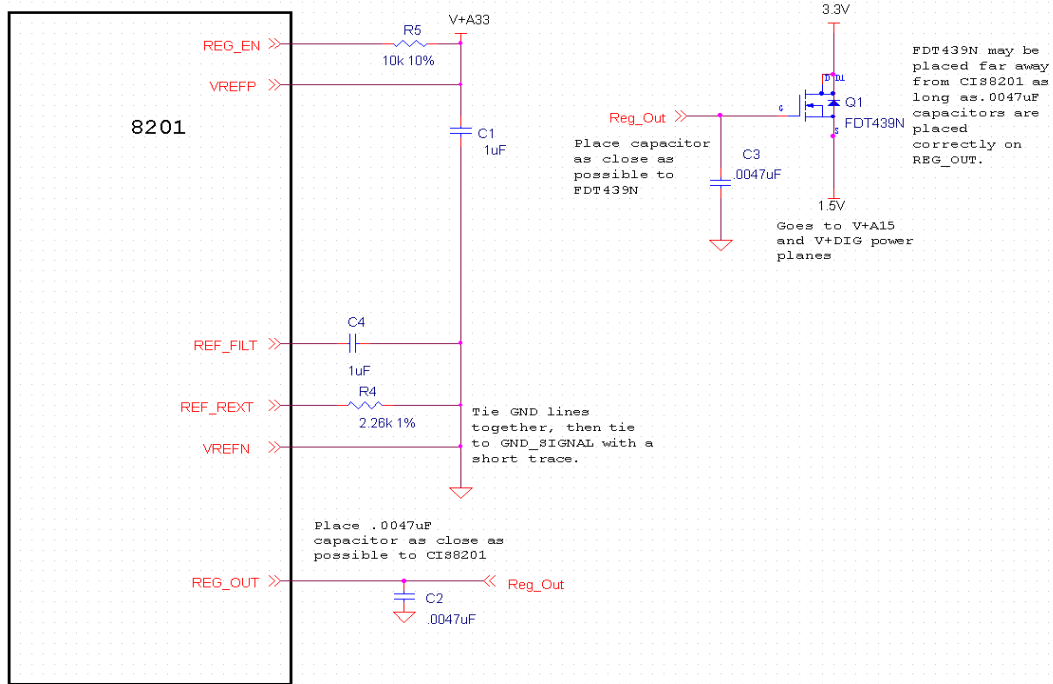 V+A33
REG_EN
R5
10k 10%
VREFP
8201
C1
1uF
REF_FILT
C4
1uF
REF_REXT
R4
2.26k 1%
VREFN
Tie GND lines
together, then tie
to GND_SIGNAL with a
short trace.
Place .0047uF
capacitor as close as
possible to CIS8201
REG_OUT
Reg_Out
C2
.0047uF
3.3V
Reg_Out
G
D
D1
S
Q1
FDT439N
Place capacitor
as close as
possible to
FDT439N
C3
.0047uF
1.5V
Goes to V+A15
and V+DIG power
planes
FDT439N may be
placed far away
from CIS8201 as
long as.0047uF
capacitors are
placed
correctly on
REG_OUT.